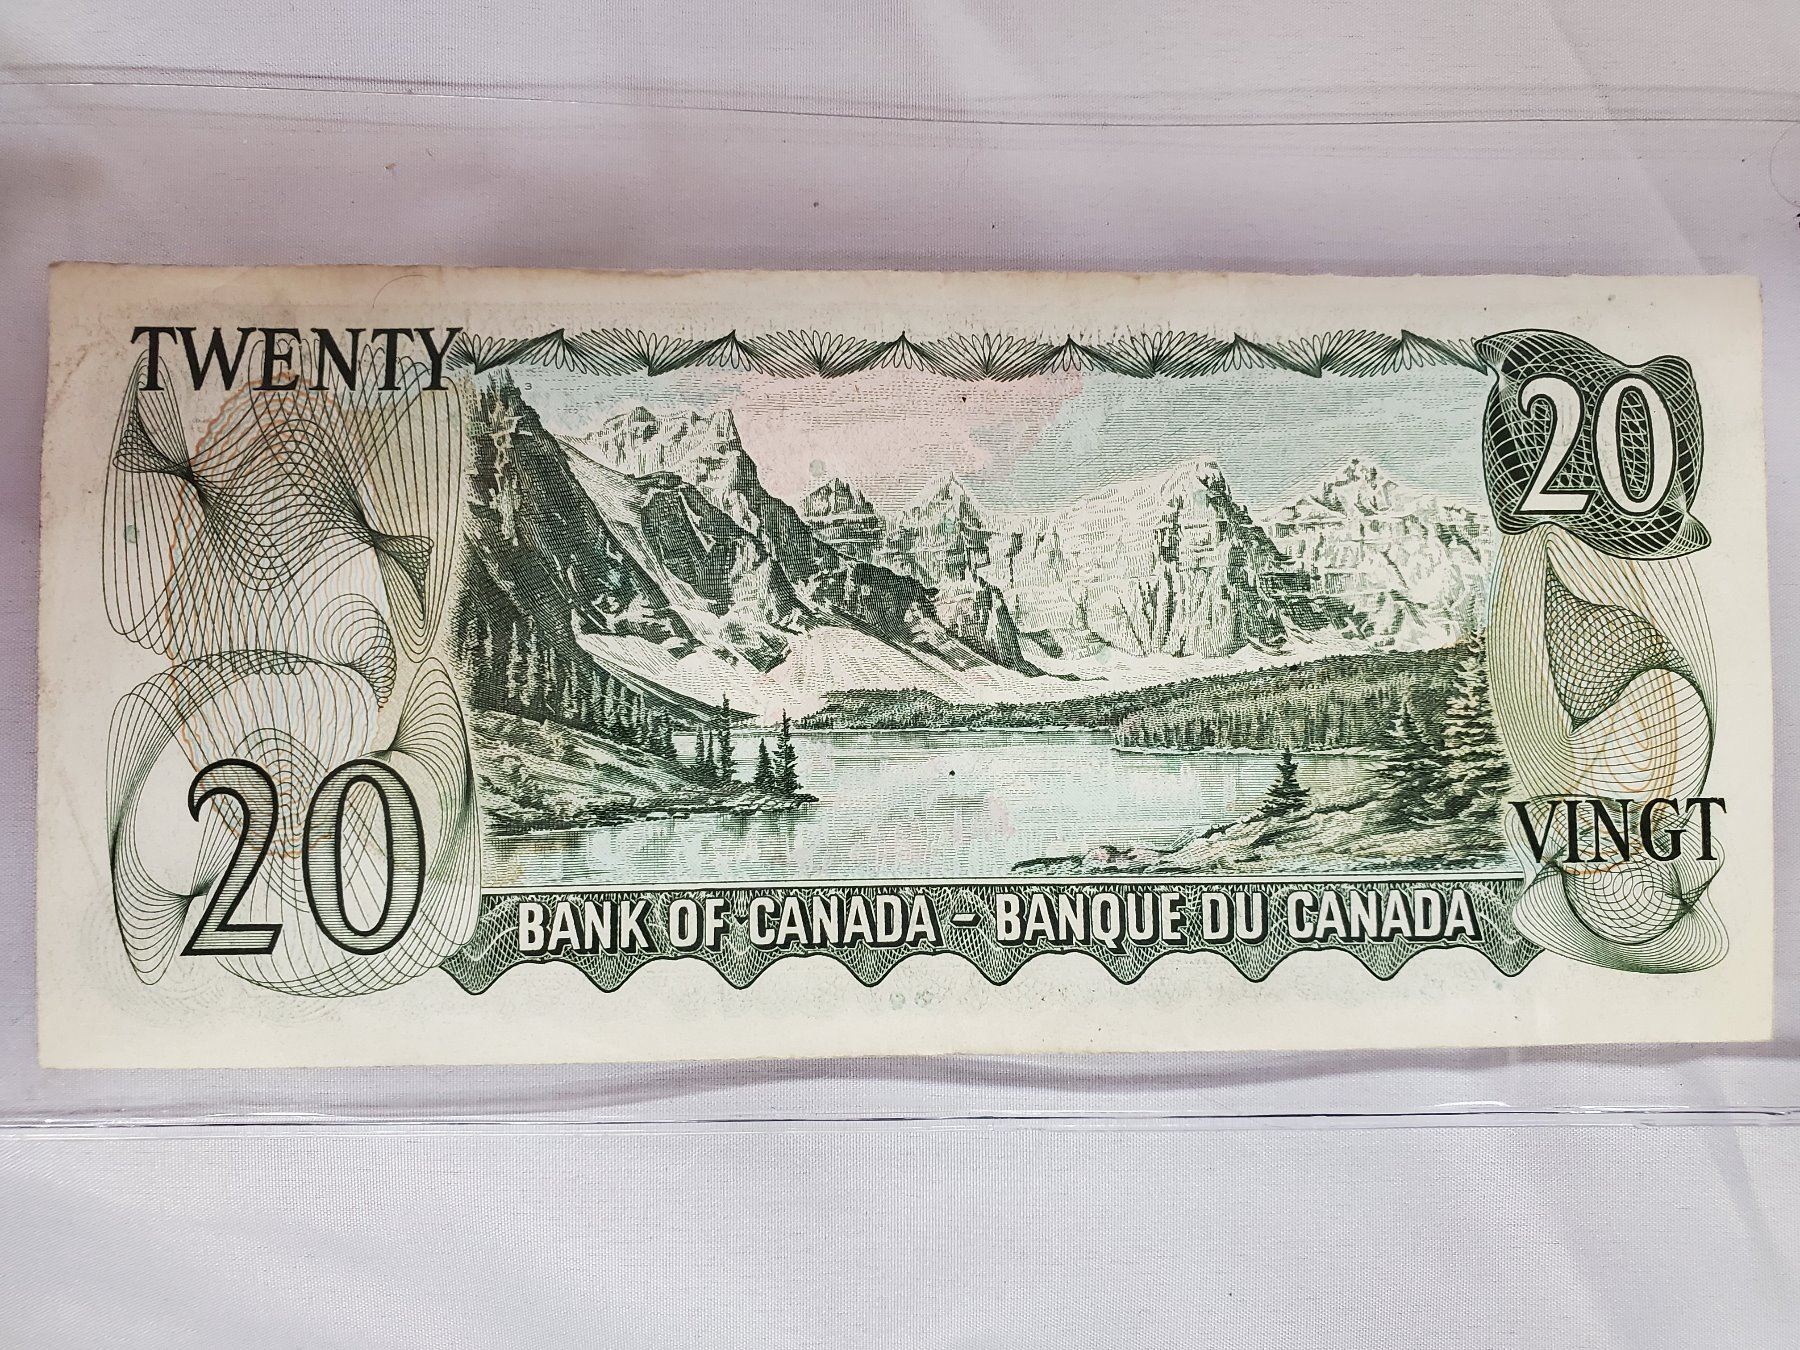 TWENTY
20
20
VINGT
BANK OF CANADA - BANQUE DU CANADA